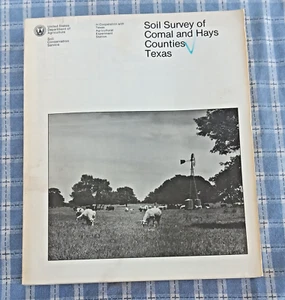 United States
Department of
Agriculture
Soil
Conservation
Service
In Cooperation with
Texas
Agricultural
Experiment
Station
Soil Survey of
Comal and Hays
Counties
Texas